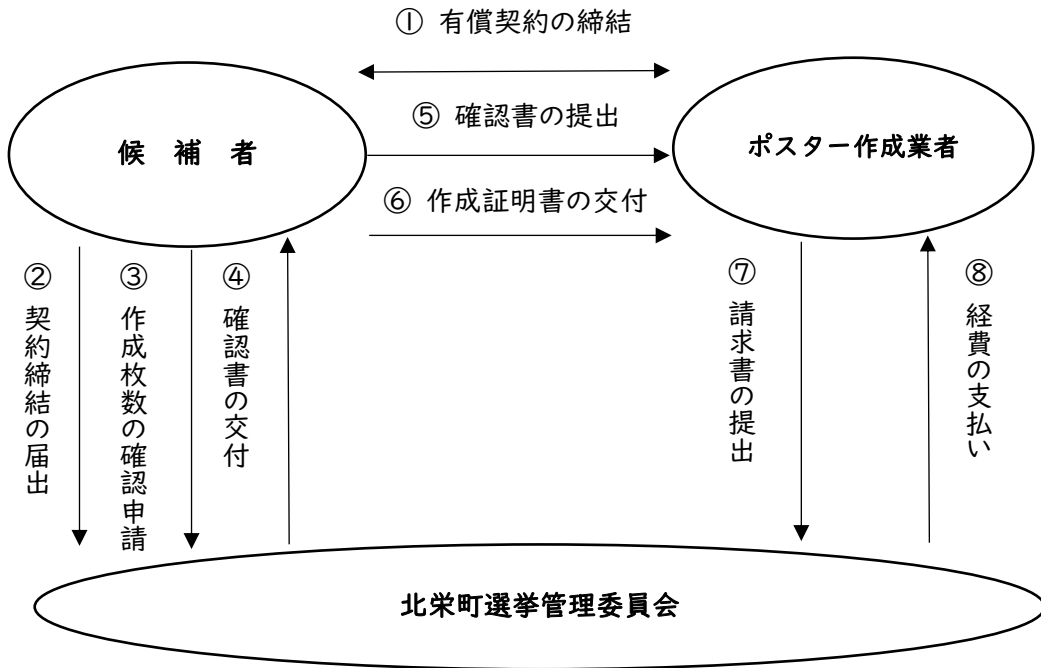 ① 有償契約の締結
候　補　者
⑤ 確認書の提出
ポスター作成業者
⑥ 作成証明書の交付
② 契約締結の届出
③ 作成枚数の確認申請
④ 確認書の交付
⑦ 請求書の提出
⑧ 経費の支払い
北栄町選挙管理委員会